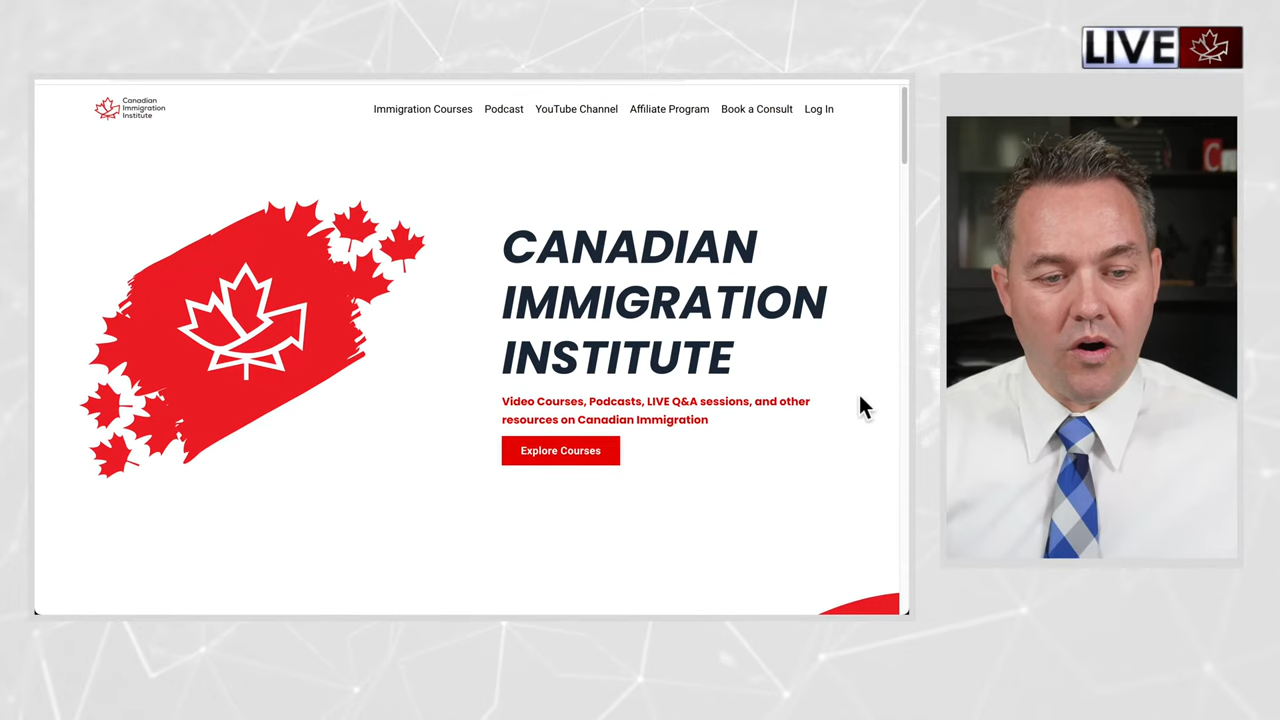 LIVE
Canadian
Immigration
Institute
Immigration Courses Podcast YouTube Channel Affiliate Program Book a Consult Log In
CANADIAN
IMMIGRATION
INSTITUTE
Video Courses, Podcasts, LIVE Q&A sessions, and other
resources on Canadian Immigration
Explore Courses
C